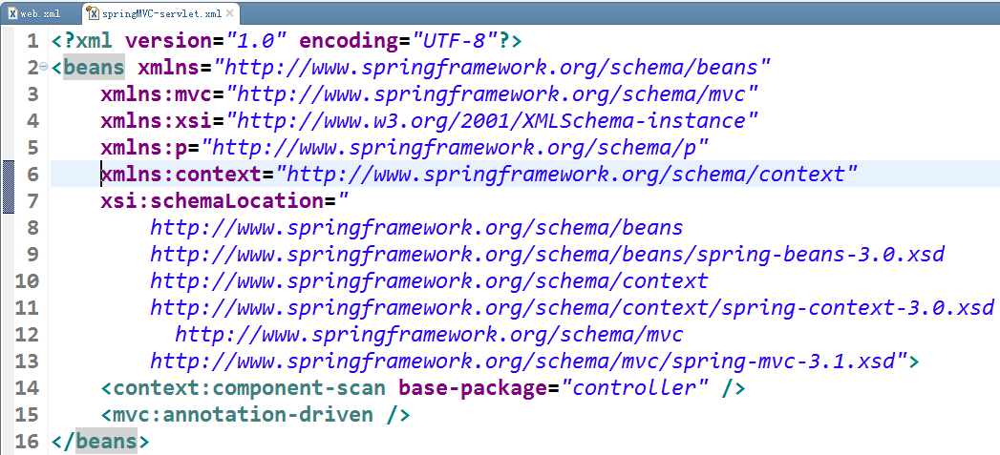 web.xml springMVC-servlet.xml
1 <?xml version="1.0" encoding="UTF-8"?>
2 <beans xmlns="http://www.springframework.org/schema/beans"
3 xmlns:mvc="http://www.springframework.org/schema/mvc"
4 xmlns:xsi="http://www.w3.org/2001/XMLSchema-instance"
5 xmlns:p="http://www.springframework.org/schema/p"
6 xmlns:context="http://www.springframework.org/schema/context"
7 xsi:schemaLocation="
8 http://www.springframework.org/schema/beans
9 http://www.springframework.org/schema/beans/spring-beans-3.0.xsd
10 http://www.springframework.org/schema/context
11 http://www.springframework.org/schema/context/spring-context-3.0.xsd
12 http://www.springframework.org/schema/mvc
13 http://www.springframework.org/schema/mvc/spring-mvc-3.1.xsd">
14 <context:component-scan base-package="controller" />
15 <mvc:annotation-driven />
16 </beans>